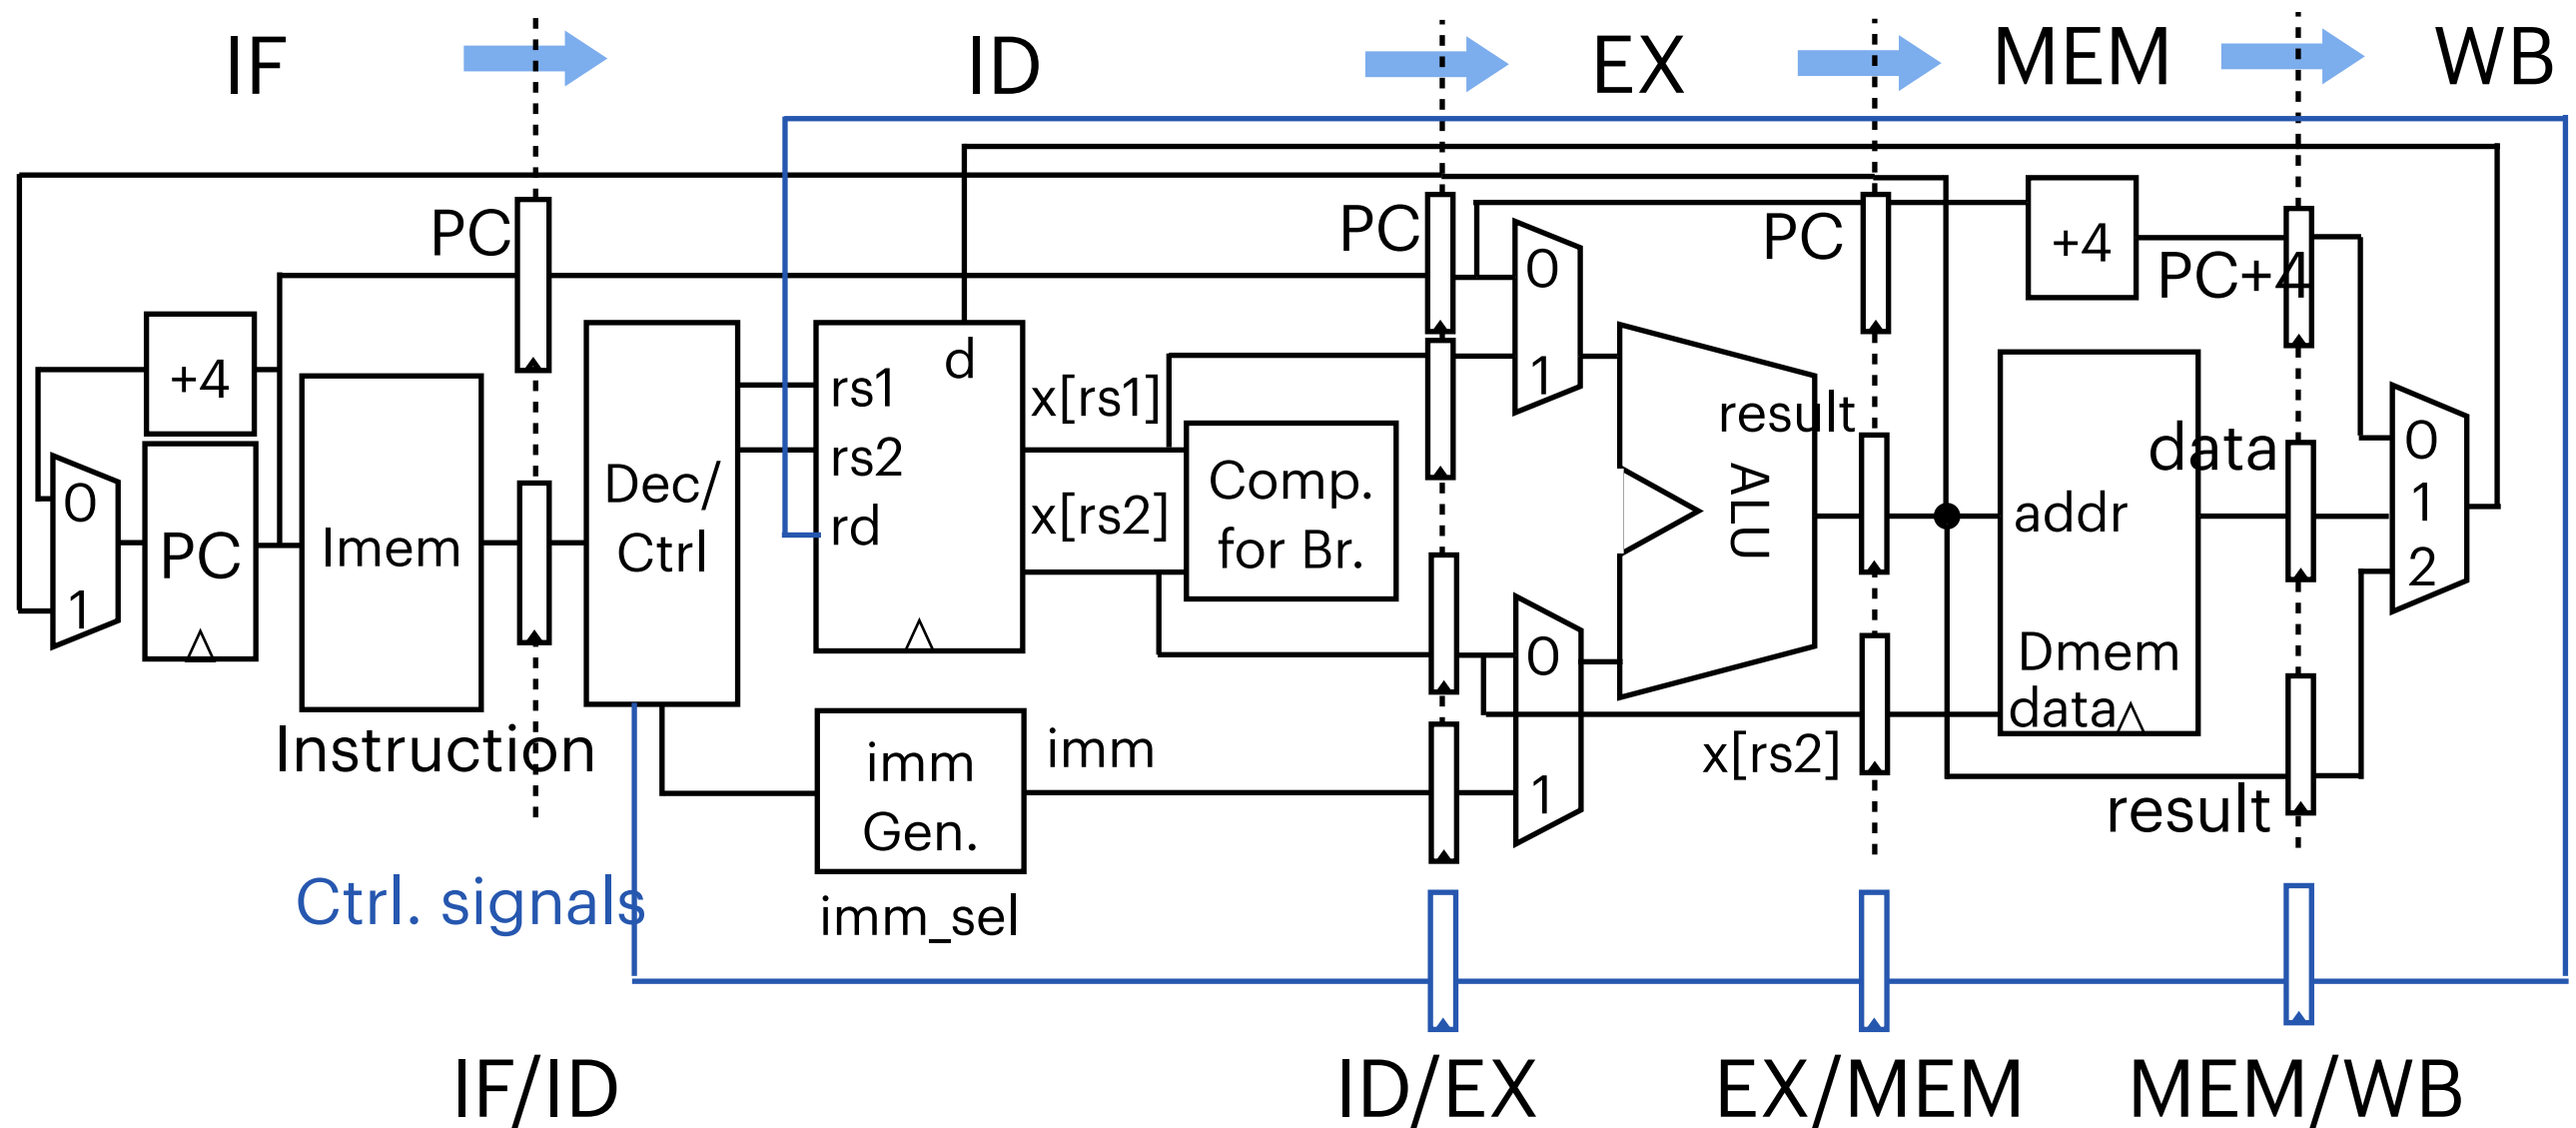 IF
ID
EX
MEM
WB
PC
PC
PC
+4
PC+4
+4
0
1
PC
Imem
Instruction
Dec/
Ctrl
rs1
rs2
rd
d
x[rs1]
x[rs2]
Comp.
for Br.
imm
Gen.
imm
imm_sel
0
1
0
1
ALU
result
x[rs2]
addr
Dmem
data
data
result
0
1
2
Ctrl. signals
IF/ID
ID/EX
EX/MEM
MEM/WB